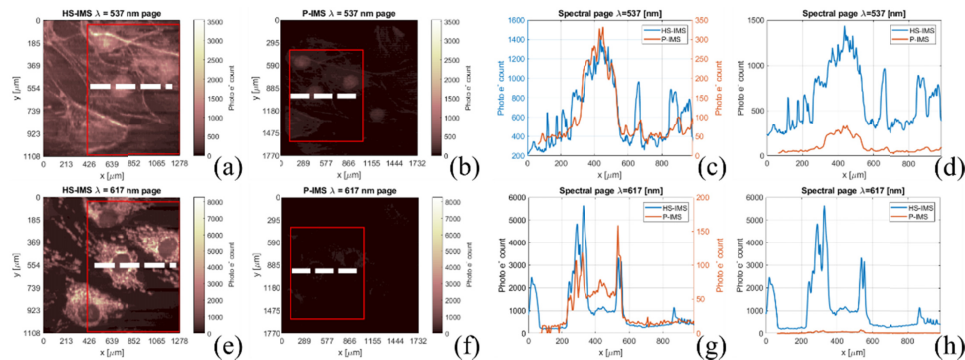 HS-IMS λ = 537 nm page
0
185
369
554
739
923
1108
0 213 426 639 852 1065 1278
x [μm]
y [μm]
3500
3000
2500
2000
1500
1000
500
0
Photo e⁻ count
(a)
P-IMS λ = 537 nm page
0
295
590
885
1180
1475
1770
0 289 577 866 1155 1444 1732
x [μm]
y [μm]
3500
3000
2500
2000
1500
1000
500
0
Photo e⁻ count
(b)
Spectral page λ=537 [nm]
HS-IMS
P-IMS
1600
1400
1200
1000
800
600
400
200
Photo e⁻ count
350
300
250
200
150
100
50
0
Photo e⁻ count
0 200 400 600 800
x [μm]
(c)
Spectral page λ=537 [nm]
HS-IMS
P-IMS
1500
1000
500
0
Photo e⁻ count
0 200 400 600 800
x [μm]
(d)
HS-IMS λ = 617 nm page
0
185
369
554
739
923
1108
0 213 426 639 852 1065 1278
x [μm]
y [μm]
8000
7000
6000
5000
4000
3000
2000
1000
0
Photo e⁻ count
(e)
P-IMS λ = 617 nm page
0
295
590
885
1180
1475
1770
0 289 577 866 1155 1444 1732
x [μm]
y [μm]
8000
7000
6000
5000
4000
3000
2000
1000
0
Photo e⁻ count
(f)
Spectral page λ=617 [nm]
HS-IMS
P-IMS
6000
5000
4000
3000
2000
1000
0
Photo e⁻ count
200
150
100
50
0
Photo e⁻ count
0 200 400 600 800
x [μm]
(g)
Spectral page λ=617 [nm]
HS-IMS
P-IMS
6000
5000
4000
3000
2000
1000
0
Photo e⁻ count
0 200 400 600 800
x [μm]
(h)